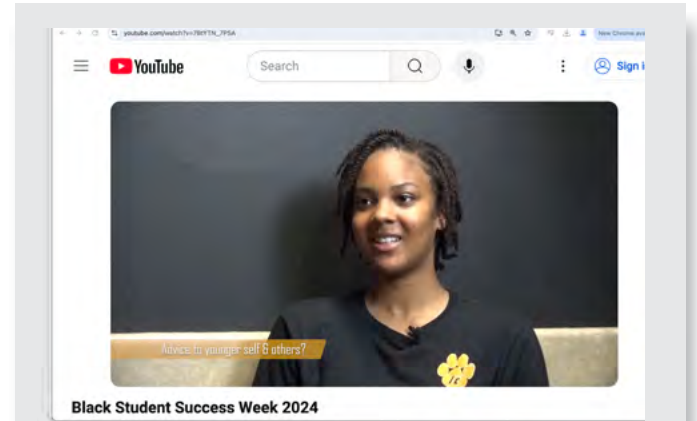 YouTube
Search
Sign i
Advice to younger self & others?
Black Student Success Week 2024